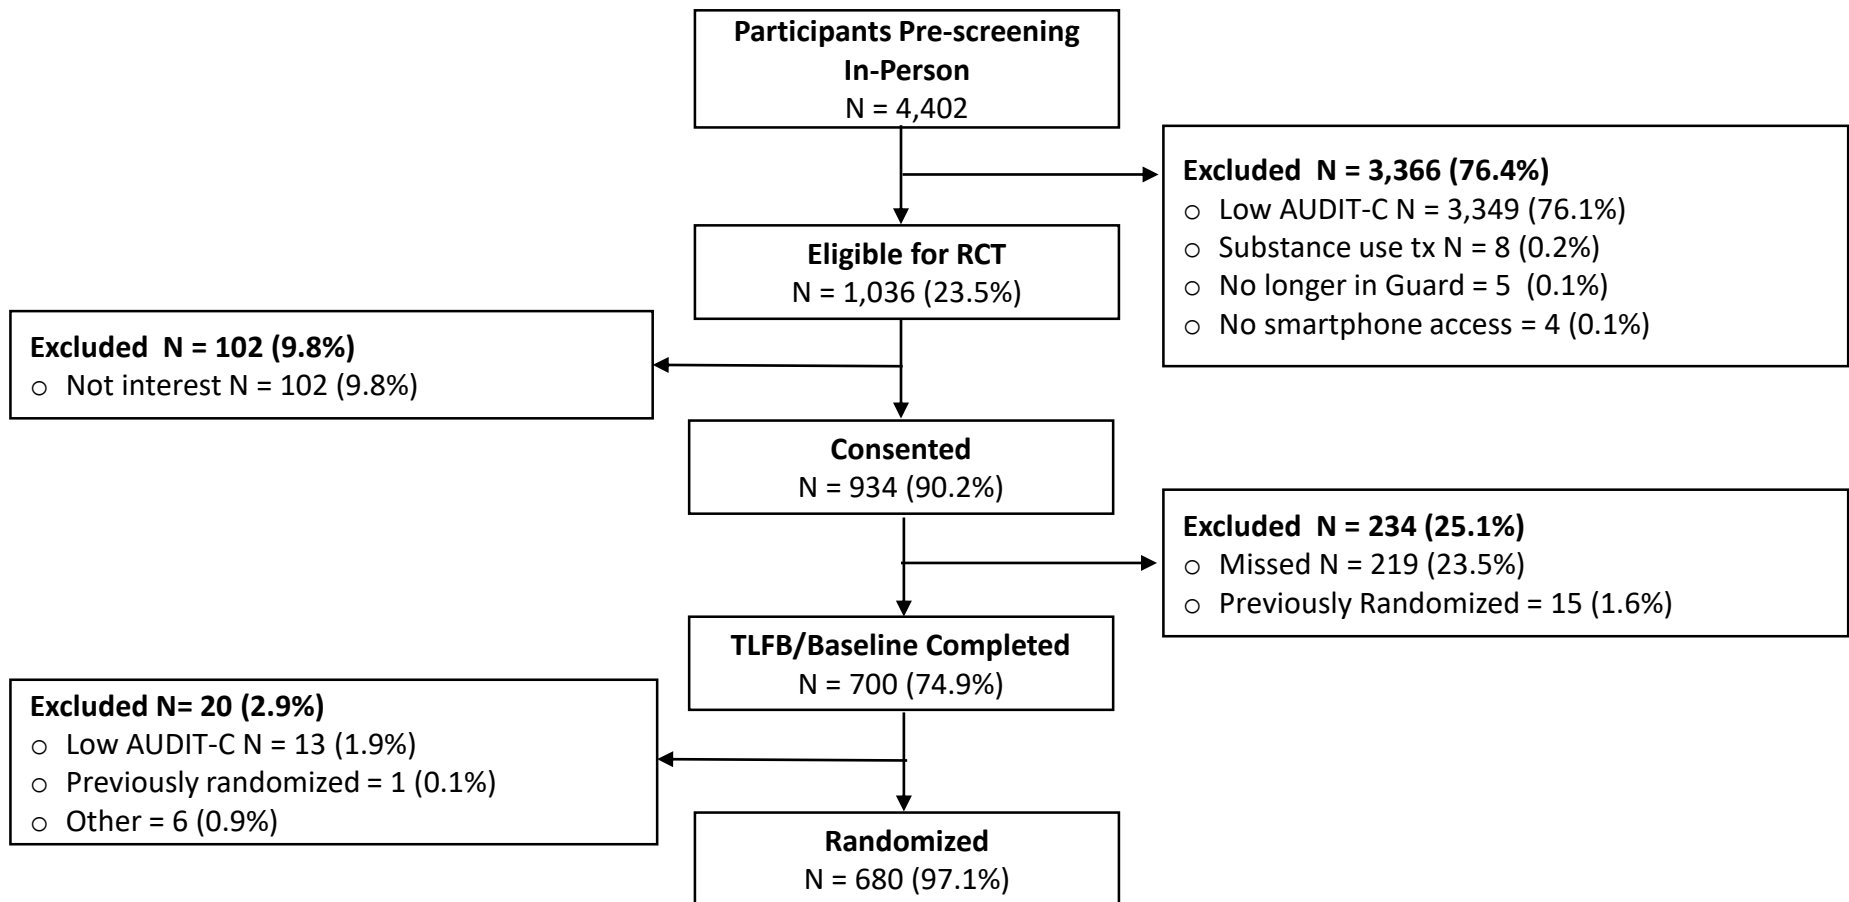 Participants Pre-screening
In-Person
N = 4,402
Excluded  N = 3,366 (76.4%)
o Low AUDIT-C N = 3,349 (76.1%)
o Substance use tx N = 8 (0.2%)
o No longer in Guard = 5  (0.1%)
o No smartphone access = 4 (0.1%)
Eligible for RCT
N = 1,036 (23.5%)
Excluded  N = 102 (9.8%)
o Not interest N = 102 (9.8%)
Consented
N = 934 (90.2%)
Excluded  N = 234 (25.1%)
o Missed N = 219 (23.5%)
o Previously Randomized = 15 (1.6%)
TLFB/Baseline Completed
N = 700 (74.9%)
Excluded N= 20 (2.9%)
o Low AUDIT-C N = 13 (1.9%)
o Previously randomized = 1 (0.1%)
o Other = 6 (0.9%)
Randomized
N = 680 (97.1%)